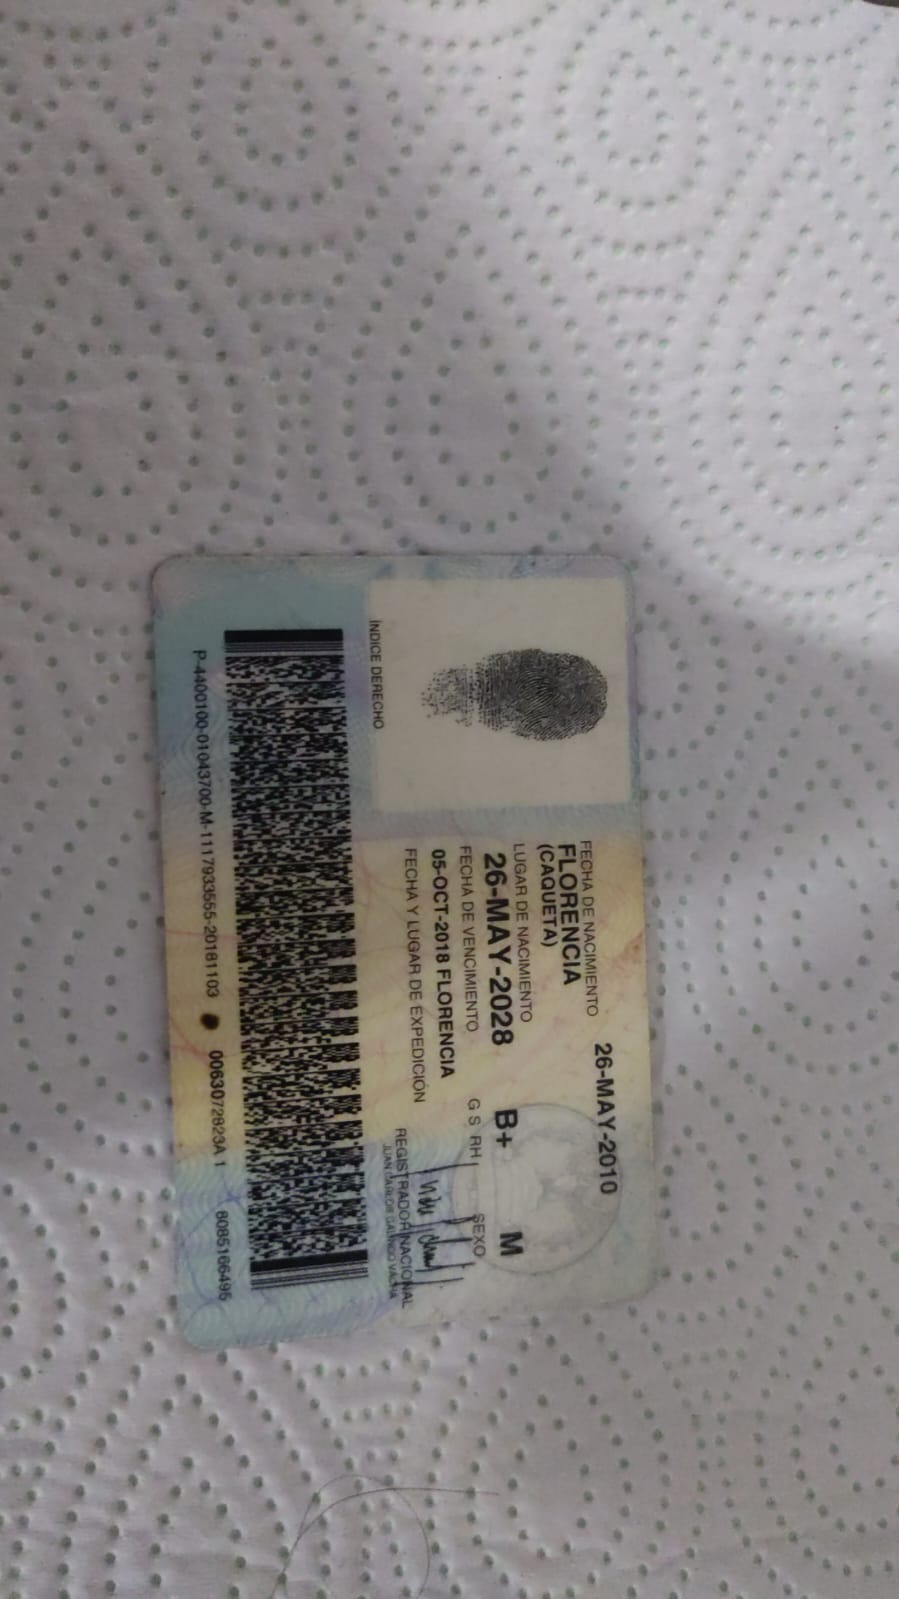 FECHA DE NACIMIENTO 26-MAY-2010
FLORENCIA
(CAQUETA)
LUGAR DE NACIMIENTO
26-MAY-2028 B+ M
FECHA DE VENCIMIENTO G S RH SEXO
05-OCT-2018 FLORENCIA
FECHA Y LUGAR DE EXPEDICIÓN
REGISTRADOR NACIONAL
JUAN CARLOS GALINDO VACHA
ÍNDICE DERECHO
P-4400100-01043700-M-1117933555-20181103 0063072823A 1 8085166495